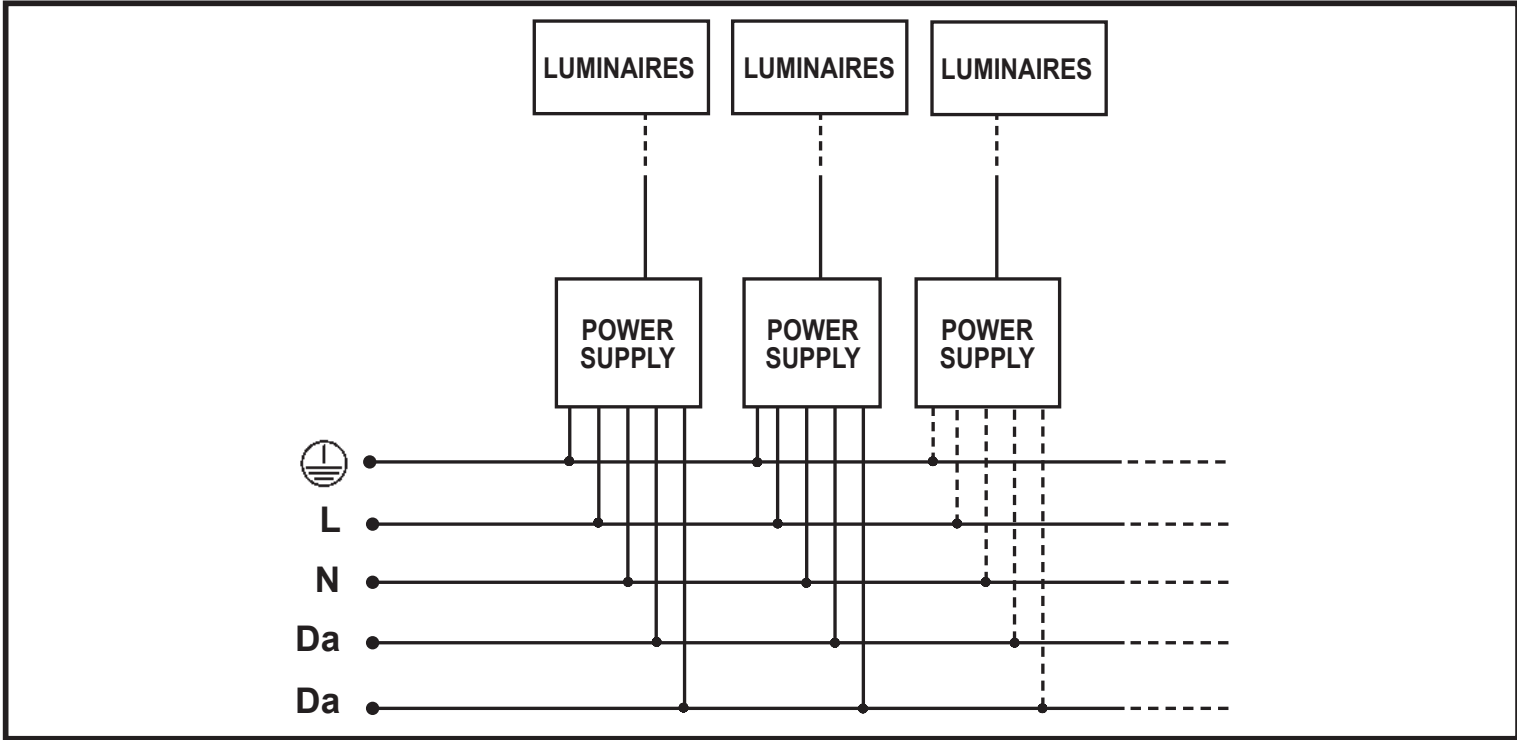 LUMINAIRES
LUMINAIRES
LUMINAIRES
POWER
SUPPLY
POWER
SUPPLY
POWER
SUPPLY
L
N
Da
Da